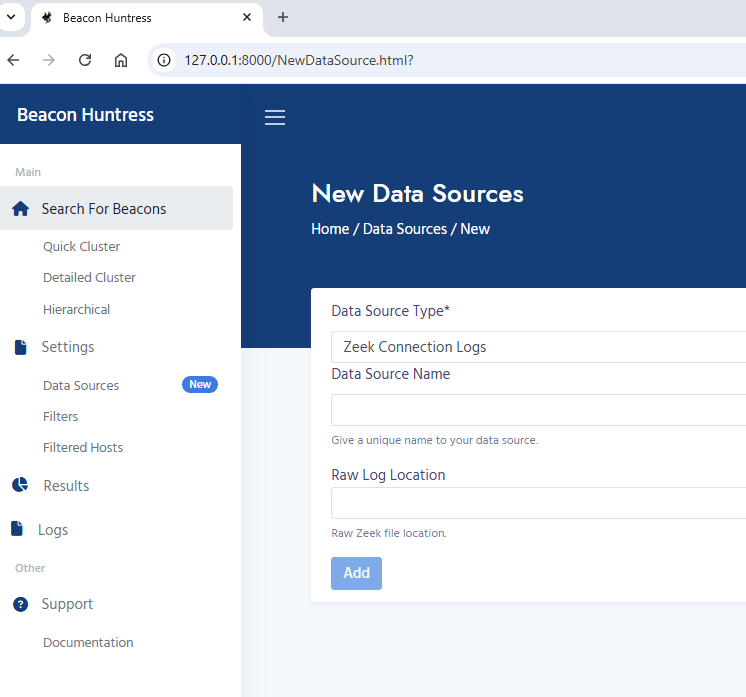 Beacon Huntress
127.0.0.1:8000/NewDataSource.html?
Beacon Huntress
Main
Search For Beacons
Quick Cluster
Detailed Cluster
Hierarchical
Settings
Data Sources New
Filters
Filtered Hosts
Results
Logs
Other
Support
Documentation
New Data Sources
Home / Data Sources / New
Data Source Type*
Zeek Connection Logs
Data Source Name
Give a unique name to your data source.
Raw Log Location
Raw Zeek file location.
Add